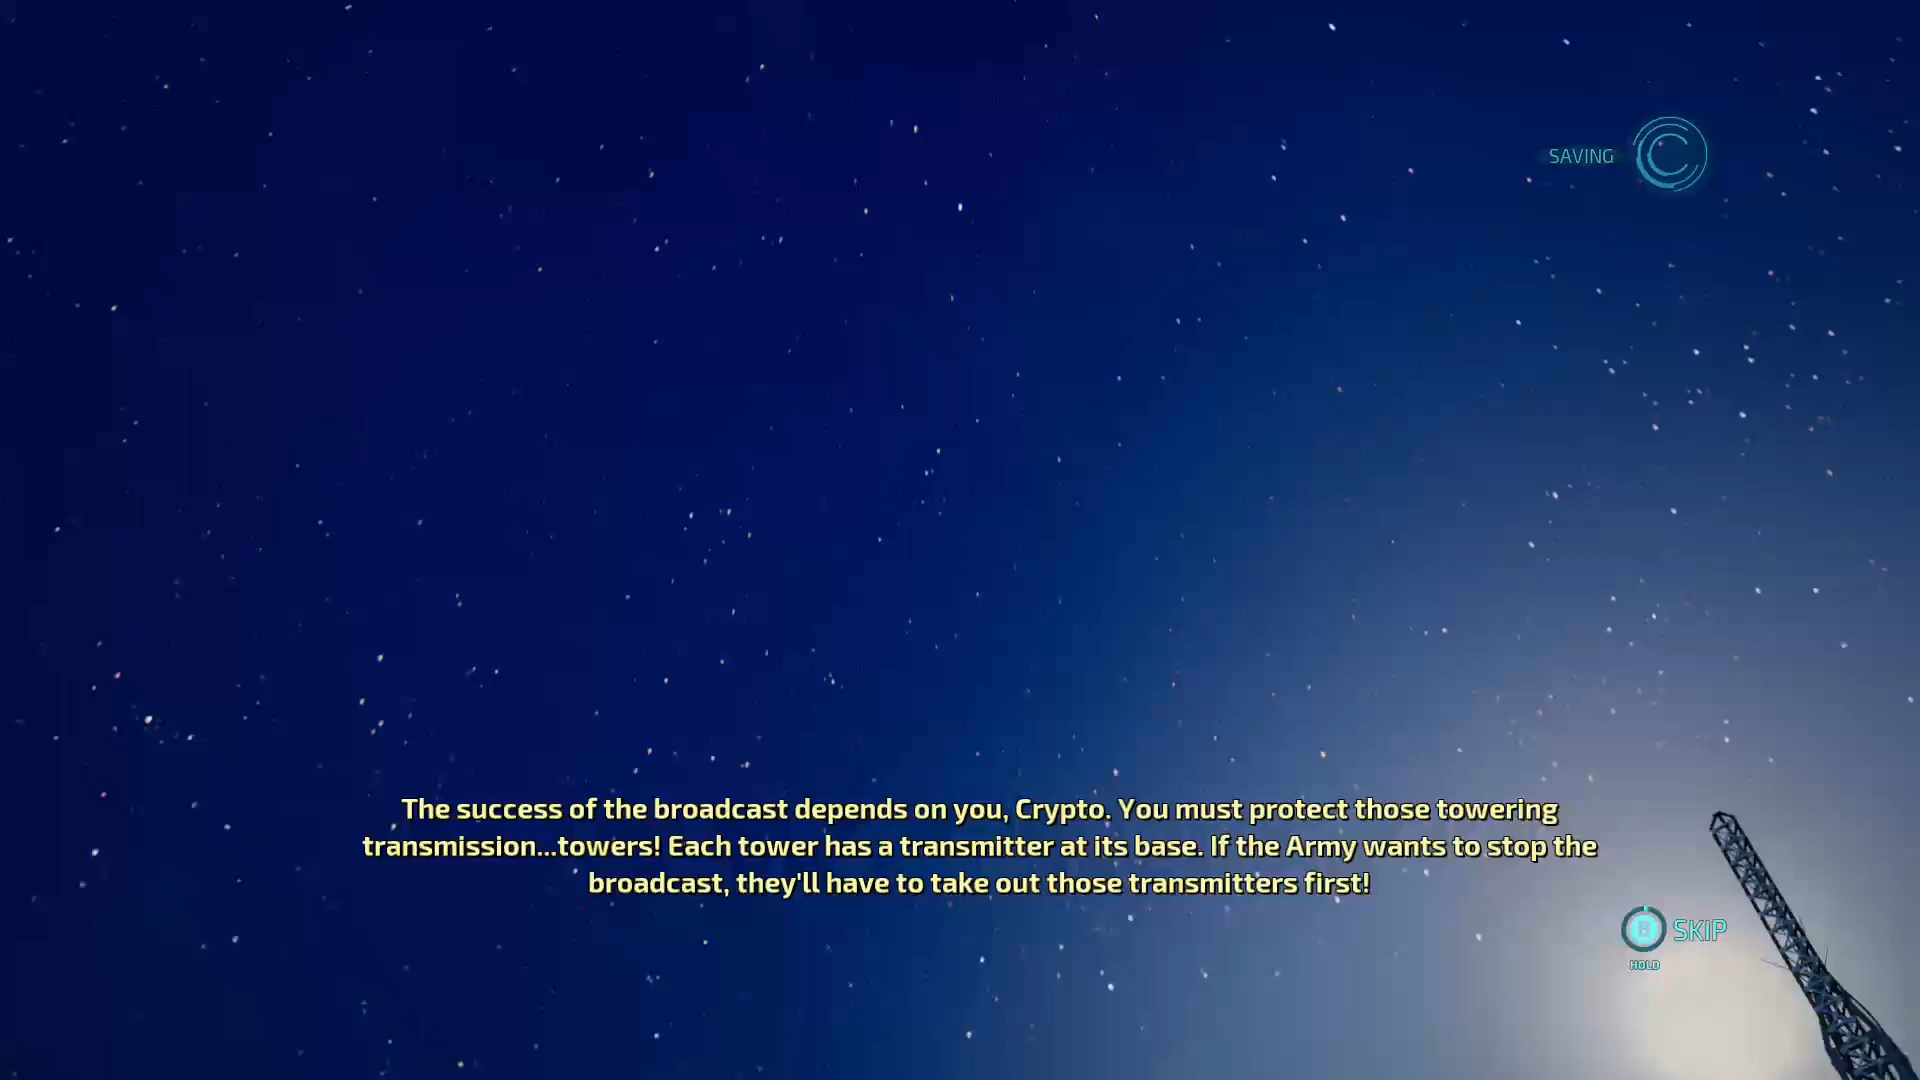 SAVING
The success of the broadcast depends on you, Crypto. You must protect those towering
transmission...towers! Each tower has a transmitter at its base. If the Army wants to stop the
broadcast, they'll have to take out those transmitters first!
B SKIP
HOLD